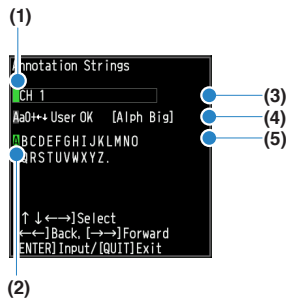 (1)
Annotation Strings
CH 1
(3)
Aa0!++ User OK [Alph Big]
(4)
ABCDEFGHIJKLMNO
(5)
QRSTUVWXYZ.
↑↓←→]Select
←←]Back, [→→]Forward
ENTER]Input/[QUIT]Exit
(2)